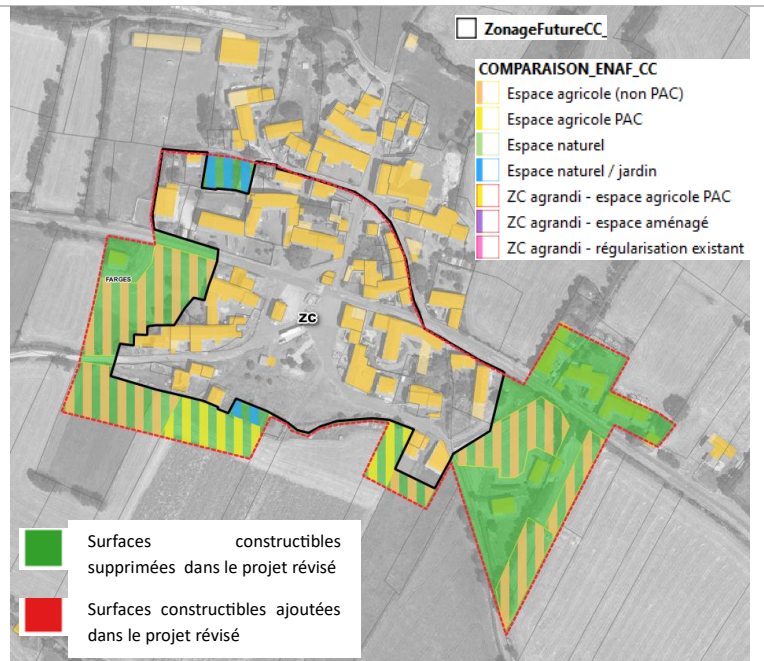 ZonageFutureCC_
COMPARAISON_ENAF_CC
Espace agricole (non PAC)
Espace agricole PAC
Espace naturel
Espace naturel / jardin
ZC agrandi - espace agricole PAC
ZC agrandi - espace aménagé
ZC agrandi - régularisation existant
FARGES
ZC
Surfaces constructibles
supprimées dans le projet révisé
Surfaces constructibles ajoutées
dans le projet révisé